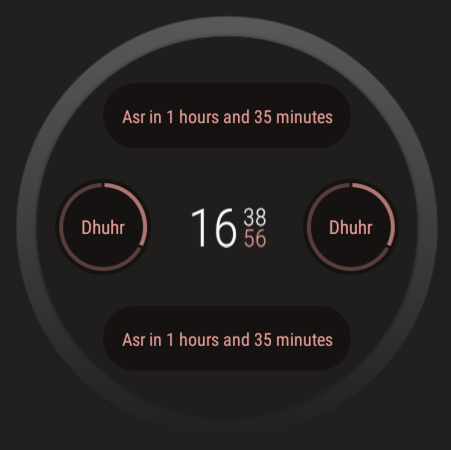 Asr in 1 hours and 35 minutes
Dhuhr
16
38
56
Dhuhr
Asr in 1 hours and 35 minutes